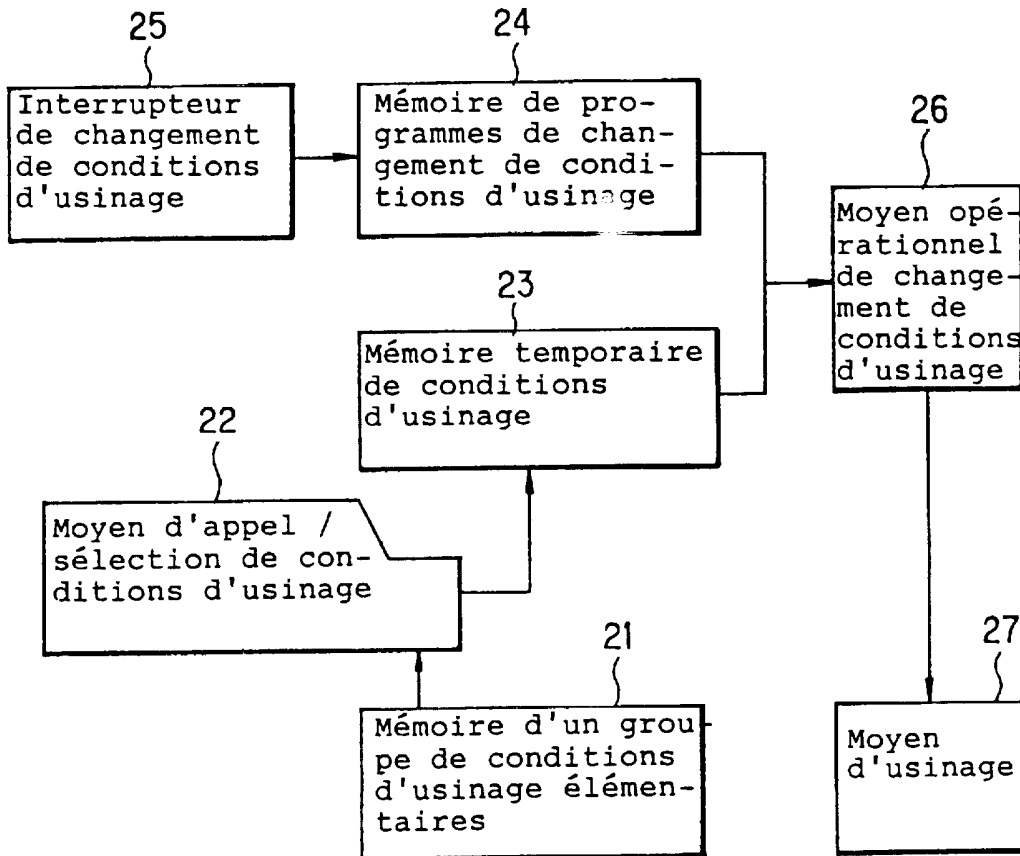 25
Interrupteur
de changement
de conditions
d'usinage
24
Mémoire de pro-
grammes de chan-
gement de condi-
tions d'usinage
26
Moyen opé-
rationnel
de change-
ment de
conditions
d'usinage
23
Mémoire temporaire
de conditions
d'usinage
22
Moyen d'appel /
sélection de con-
ditions d'usinage
21
Mémoire d'un grou-
pe de conditions
d'usinage élémen-
taires
27
Moyen
d'usinage